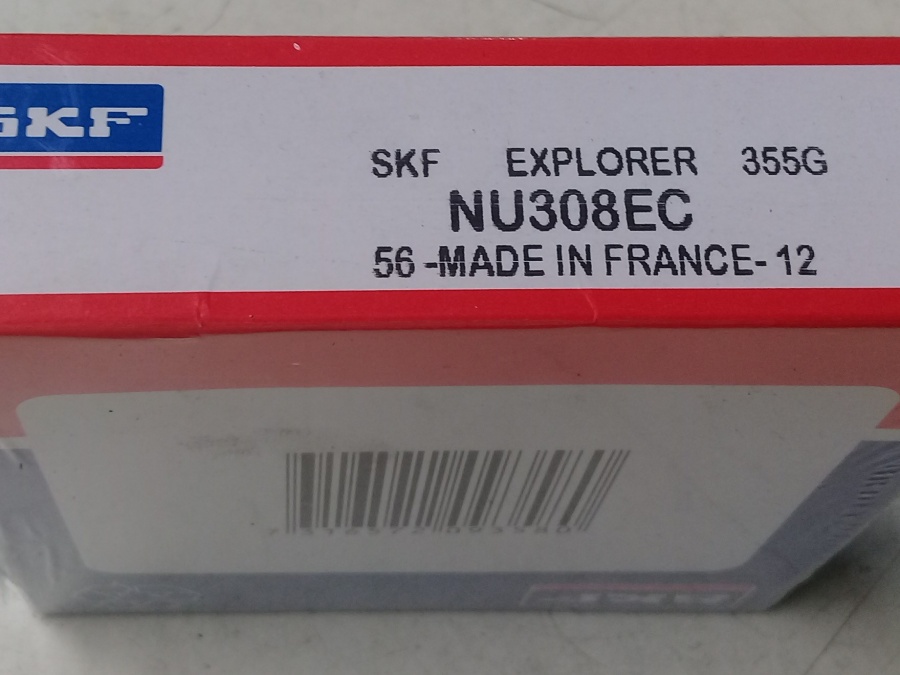 SKF
SKF EXPLORER 355G
NU308EC
56 -MADE IN FRANCE- 12